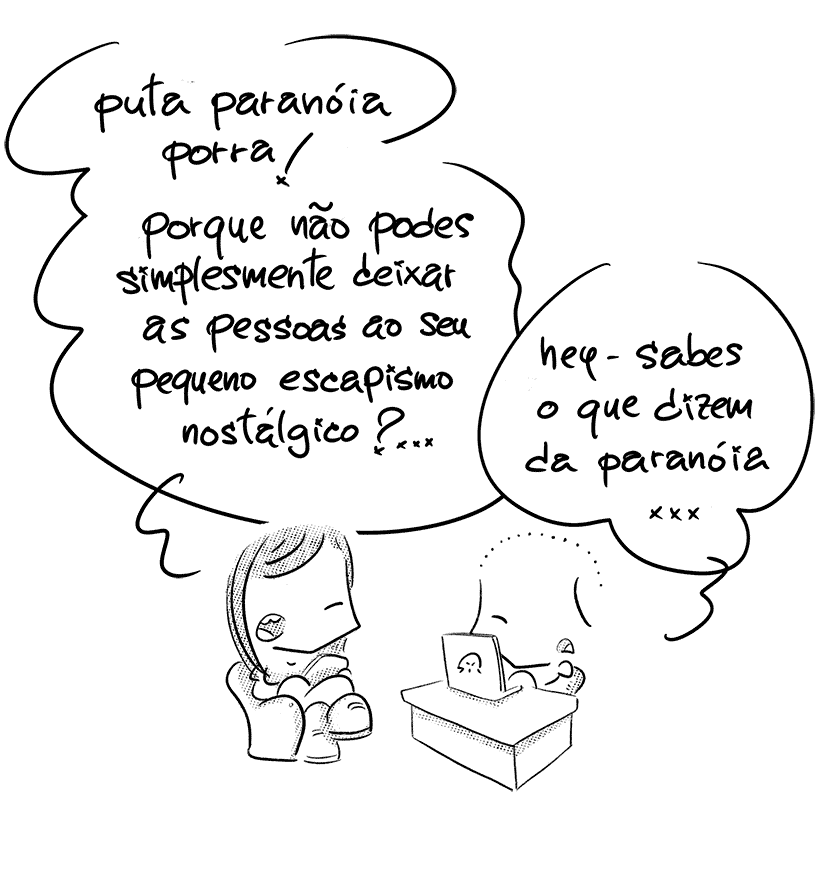 puta paranóia
porra!
porque não podes
simplesmente deixar
as pessoas ao seu
pequeno escapismo
nostálgico?...
hey - sabes
o que dizem
da paranóia
...